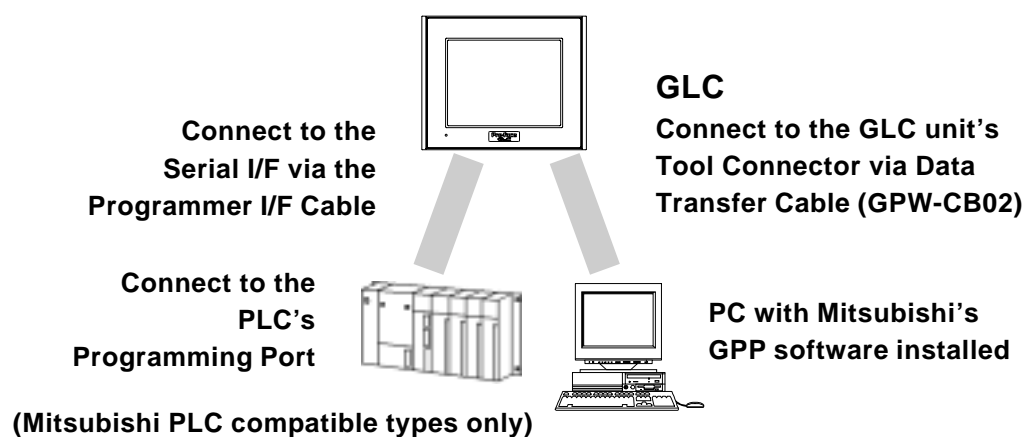 GLC
Connect to the GLC unit’s
Tool Connector via Data
Transfer Cable (GPW-CB02)
Connect to the
Serial I/F via the
Programmer I/F Cable
Connect to the
PLC’s
Programming Port
PC with Mitsubishi’s
GPP software installed
(Mitsubishi PLC compatible types only)